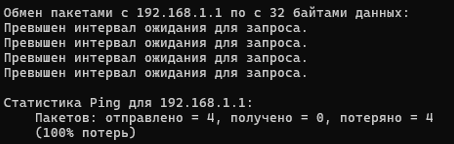 Обмен пакетами с 192.168.1.1 по с 32 байтами данных:
Превышен интервал ожидания для запроса.
Превышен интервал ожидания для запроса.
Превышен интервал ожидания для запроса.
Превышен интервал ожидания для запроса.
Статистика Ping для 192.168.1.1:
Пакетов: отправлено = 4, получено = 0, потеряно = 4
(100% потерь)